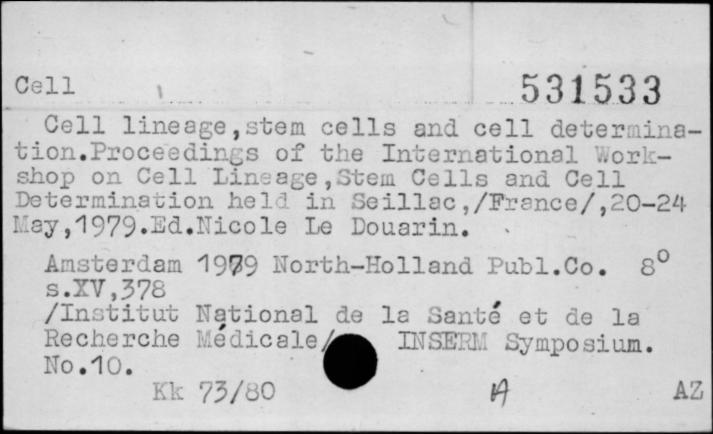 Cell 531533
Cell lineage,stem cells and cell determina-
tion.Proceedings of the International Work-
shop on Cell Lineage,Stem Cells and Cell
Determination held in Seillac,/France/,20-24
May,1979.Ed.Nicole Le Douarin.
Amsterdam 1979 North-Holland Publ.Co. 8°
s.XV,378
/Institut National de la Santé et de la
Recherche Médicale/ INSERM Symposium.
No.10.
Kk 73/80 A AZ